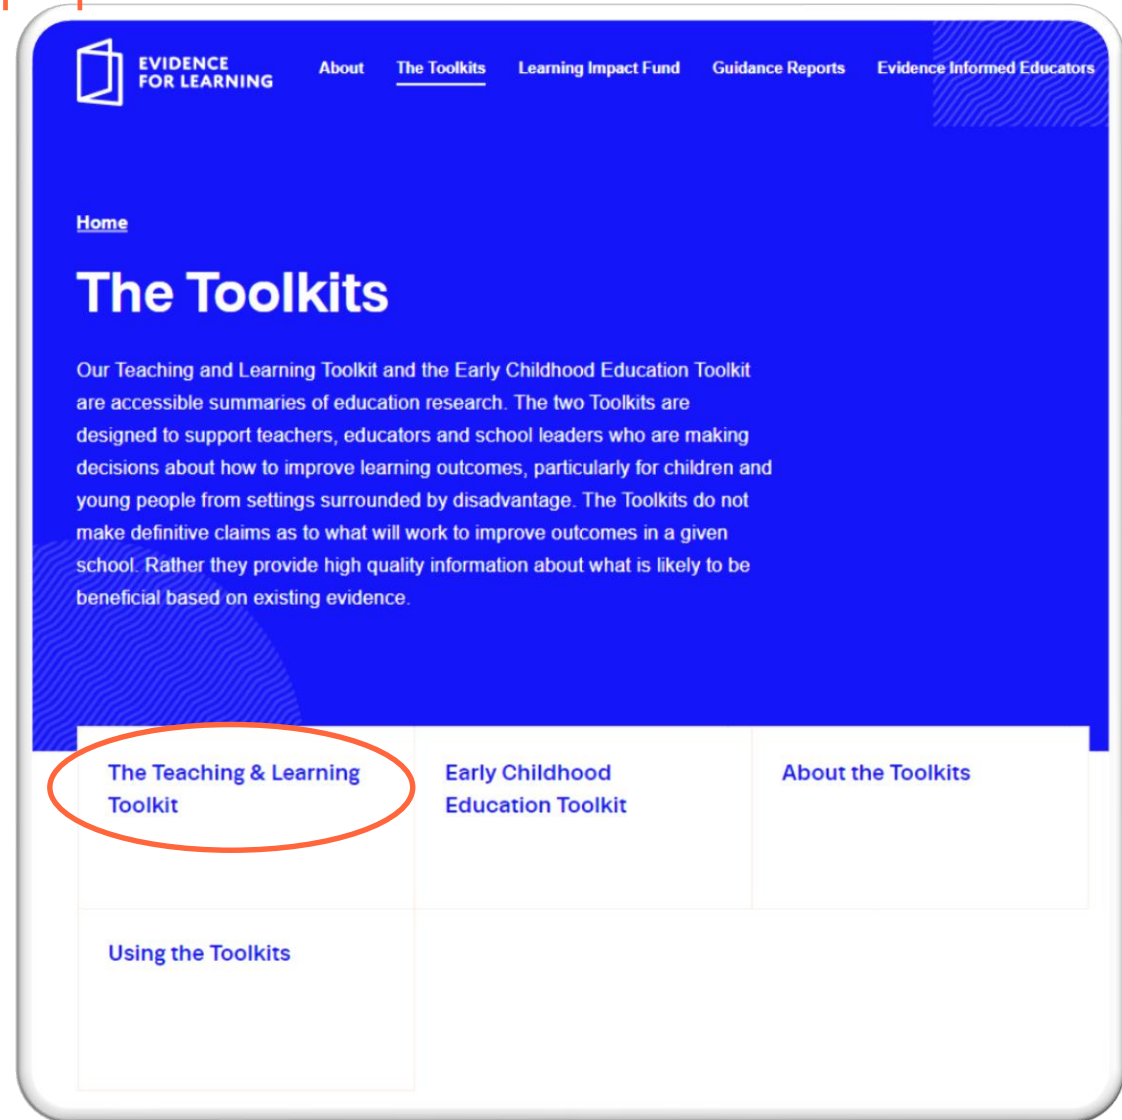 EVIDENCE
FOR LEARNING
About The Toolkits Learning Impact Fund Guidance Reports Evidence Informed Educators
Home
The Toolkits
Our Teaching and Learning Toolkit and the Early Childhood Education Toolkit
are accessible summaries of education research. The two Toolkits are
designed to support teachers, educators and school leaders who are making
decisions about how to improve learning outcomes, particularly for children and
young people from settings surrounded by disadvantage. The Toolkits do not
make definitive claims as to what will work to improve outcomes in a given
school. Rather they provide high quality information about what is likely to be
beneficial based on existing evidence.
The Teaching & Learning
Toolkit
Early Childhood
Education Toolkit
About the Toolkits
Using the Toolkits